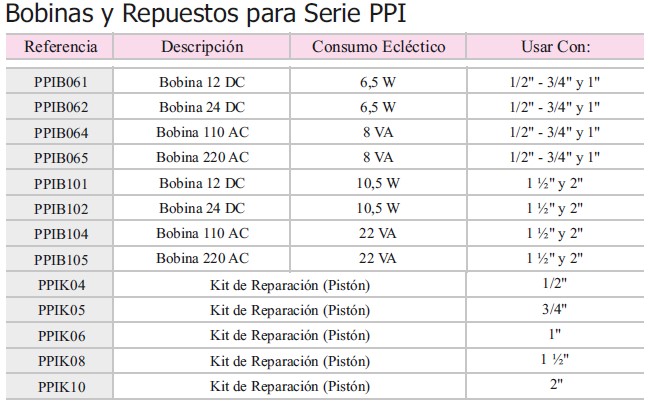 Bobinas y Repuestos para Serie PPI
Referencia Descripción Consumo Ecléctico Usar Con:
PPIB061 Bobina 12 DC 6,5 W 1/2" - 3/4" y 1"
PPIB062 Bobina 24 DC 6,5 W 1/2" - 3/4" y 1"
PPIB064 Bobina 110 AC 8 VA 1/2" - 3/4" y 1"
PPIB065 Bobina 220 AC 8 VA 1/2" - 3/4" y 1"
PPIB101 Bobina 12 DC 10,5 W 1 ½" y 2"
PPIB102 Bobina 24 DC 10,5 W 1 ½" y 2"
PPIB104 Bobina 110 AC 22 VA 1 ½" y 2"
PPIB105 Bobina 220 AC 22 VA 1 ½" y 2"
PPIK04 Kit de Reparación (Pistón) 1/2"
PPIK05 Kit de Reparación (Pistón) 3/4"
PPIK06 Kit de Reparación (Pistón) 1"
PPIK08 Kit de Reparación (Pistón) 1 ½"
PPIK10 Kit de Reparación (Pistón) 2"